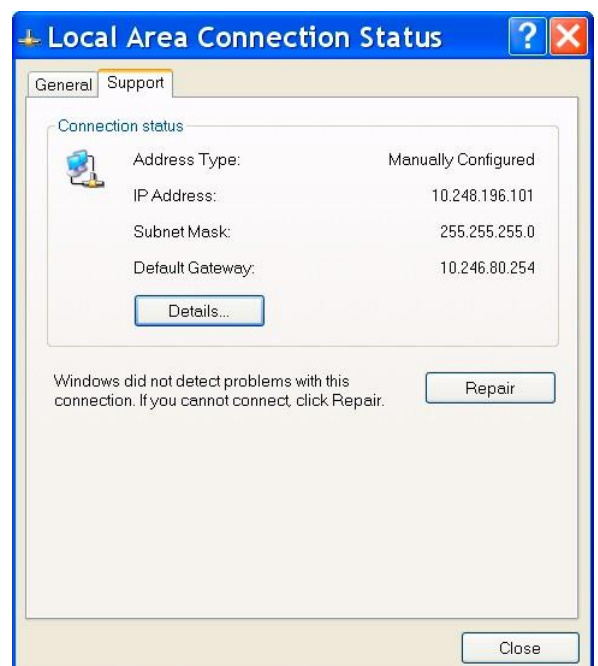 Local Area Connection Status
General Support
Connection status
Address Type: Manually Configured
IP Address: 10.248.196.101
Subnet Mask: 255.255.255.0
Default Gateway: 10.246.80.254
Details...
Windows did not detect problems with this
connection. If you cannot connect, click Repair.
Repair
Close